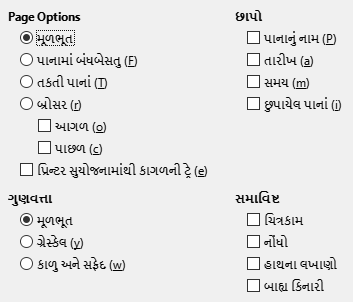 Page Options
મૂળભૂત
પાનામાં બંધબેસતુ (F)
તકતી પાનાં (T)
બ્રોસર (r)
આગળ (o)
પાછળ (c)
પ્રિન્ટર સુયોજનામાંથી કાગળની ટ્રે (e)
છાપો
પાનાનું નામ (P)
તારીખ (a)
સમય (m)
છુપાયેલ પાનાં (i)
ગુણવત્તા
મૂળભૂત
ગ્રેસ્કેલ (y)
કાળુ અને સફેદ (w)
સમાવિષ્ટ
ચિત્રકામ
નોંધો
હાથના લખાણો
બાહ્ય કિનારી